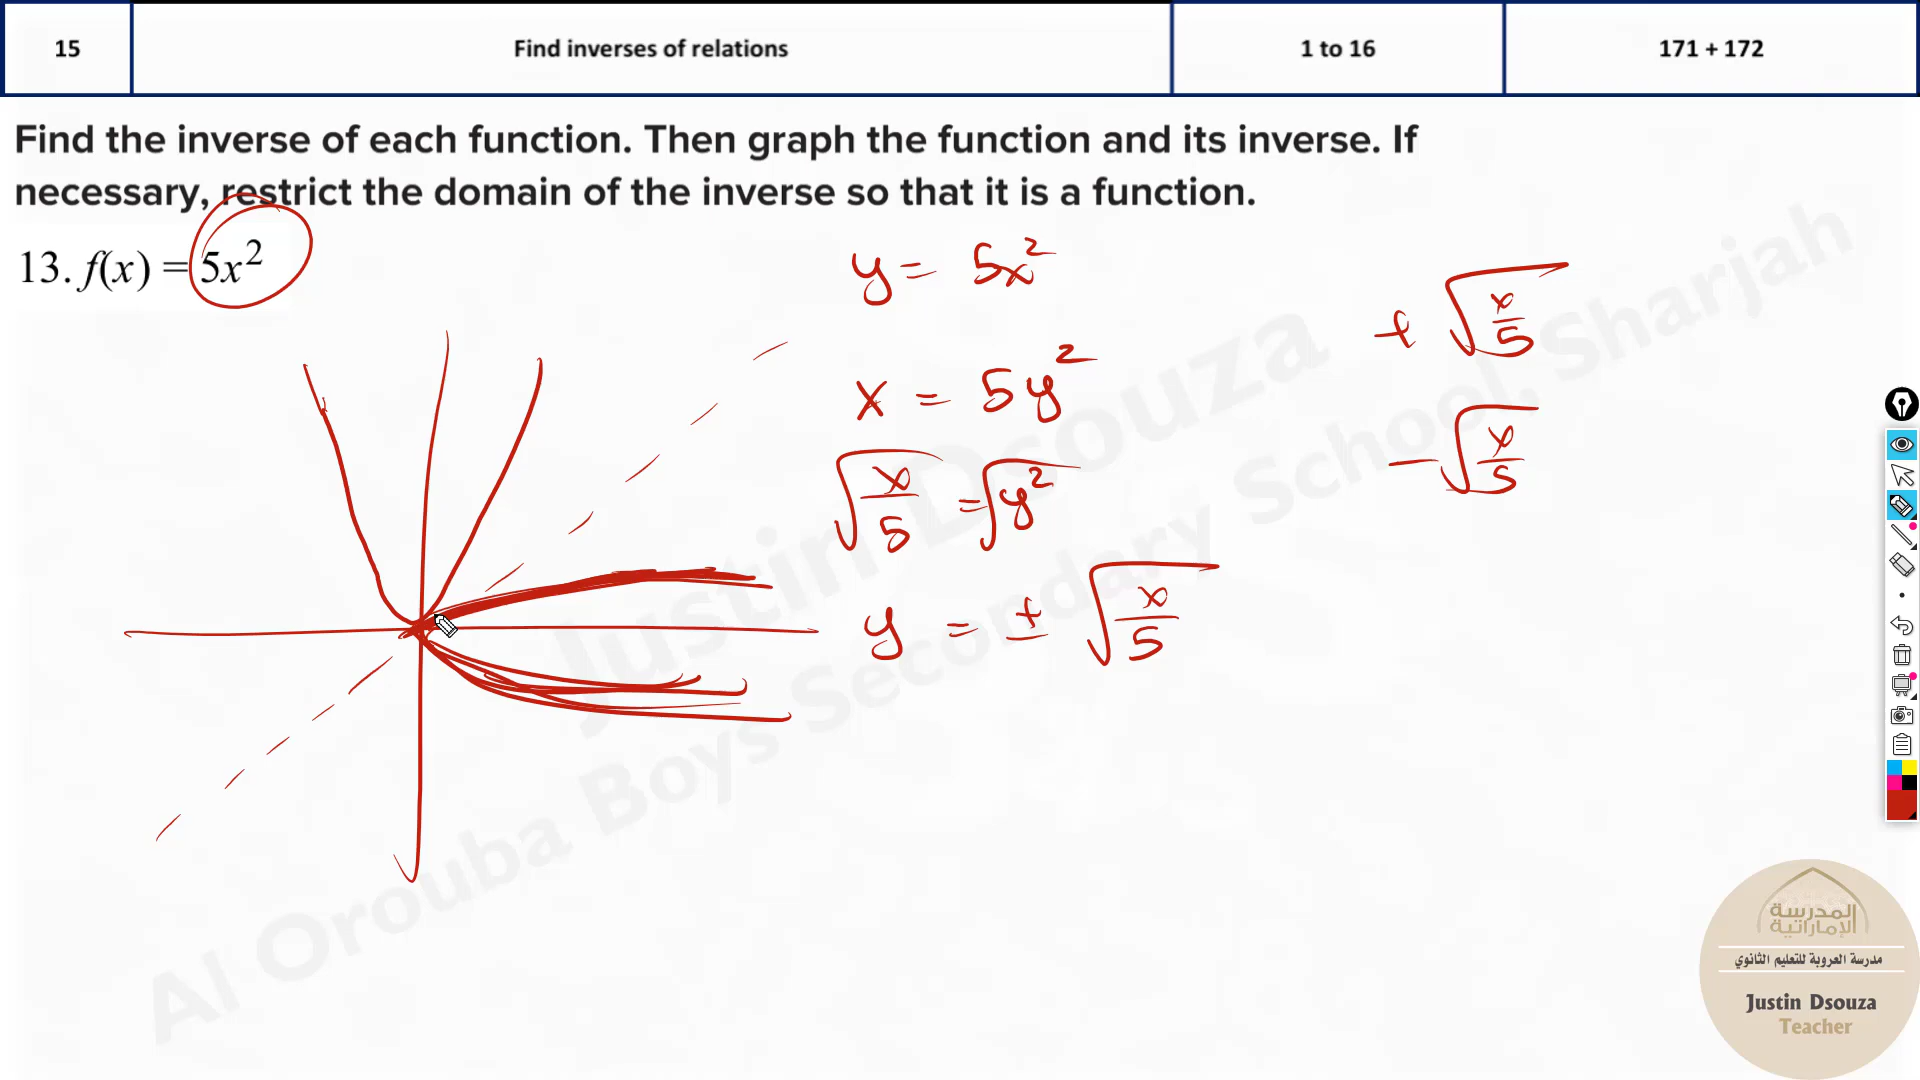 15 Find inverses of relations 1 to 16 171 + 172
Find the inverse of each function. Then graph the function and its inverse. If
necessary, restrict the domain of the inverse so that it is a function.
13. f(x) = 5x²
y = 5x²
x = 5y²
√(x/5) = √(y²)
y = ± √(x/5)
+ √(x/5)
- √(x/5)
Justin Dsouza
Al Orouba Boys Secondary School, Sharjah
المدرسة
الإماراتية
مدرسة العروبة للتعليم الثانوي
Justin Dsouza
Teacher